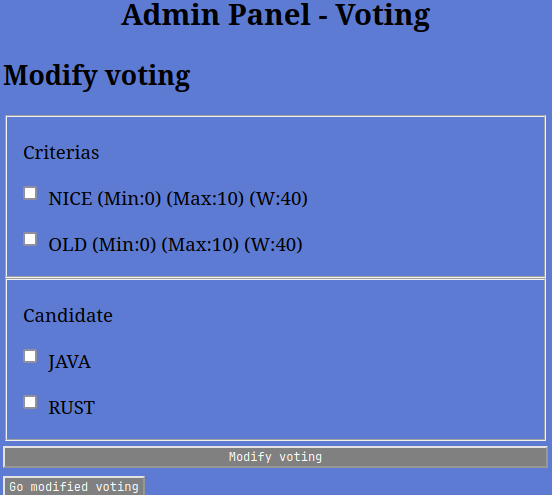 Admin Panel - Voting
Modify voting
Criterias
NICE (Min:0) (Max:10) (W:40)
OLD (Min:0) (Max:10) (W:40)
Candidate
JAVA
RUST
Modify voting
Go modified voting